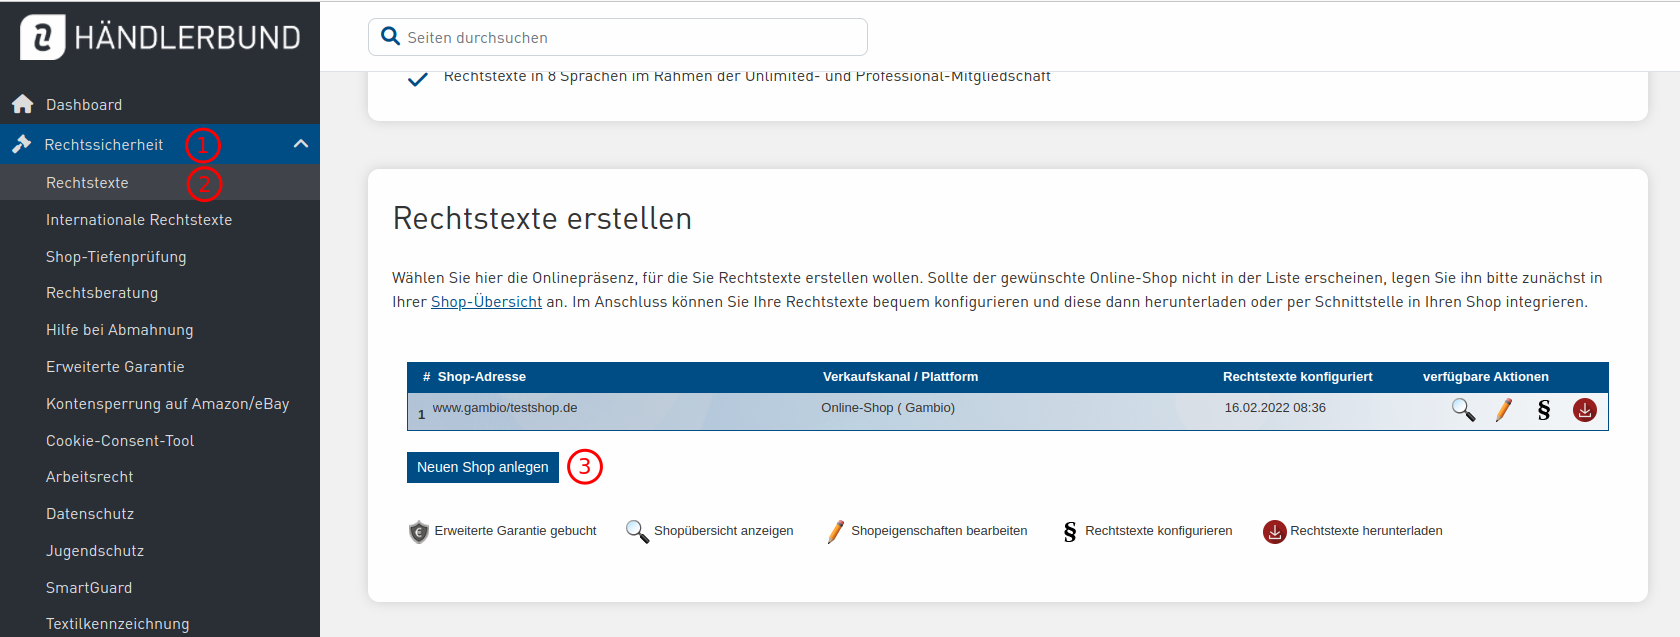 HÄNDLERBUND
Seiten durchsuchen
Dashboard
Rechtssicherheit 1
Rechtstexte 2
Internationale Rechtstexte
Shop-Tiefenprüfung
Rechtsberatung
Hilfe bei Abmahnung
Erweiterte Garantie
Kontensperrung auf Amazon/eBay
Cookie-Consent-Tool
Arbeitsrecht
Datenschutz
Jugendschutz
SmartGuard
Textilkennzeichnung
Rechtstexte in 8 Sprachen im Rahmen der Unlimited- und Professional-Mitgliedschaft
Rechtstexte erstellen
Wählen Sie hier die Onlinepräsenz, für die Sie Rechtstexte erstellen wollen. Sollte der gewünschte Online-Shop nicht in der Liste erscheinen, legen Sie ihn bitte zunächst in
Ihrer Shop-Übersicht an. Im Anschluss können Sie Ihre Rechtstexte bequem konfigurieren und diese dann herunterladen oder per Schnittstelle in Ihren Shop integrieren.
# Shop-Adresse Verkaufskanal / Plattform Rechtstexte konfiguriert verfügbare Aktionen
1 www.gambio/testshop.de Online-Shop ( Gambio) 16.02.2022 08:36 §
Neuen Shop anlegen 3
€ Erweiterte Garantie gebucht Shopübersicht anzeigen Shopeigenschaften bearbeiten § Rechtstexte konfigurieren Rechtstexte herunterladen